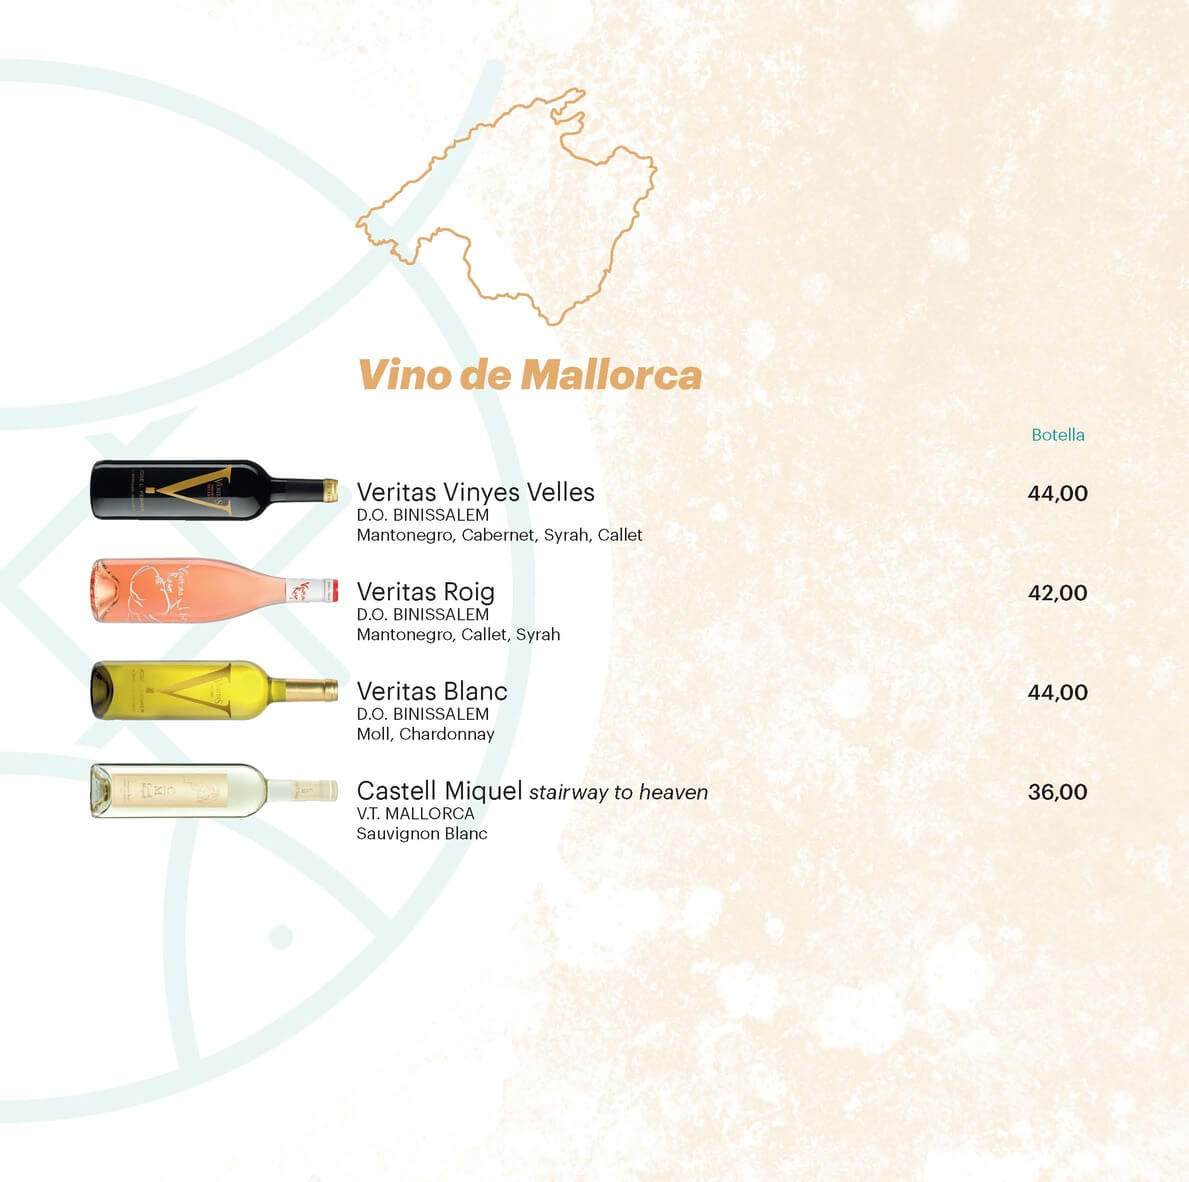 Vino de Mallorca
Botella
Veritas Vinyes Velles 44,00
D.O. BINISSALEM
Mantonegro, Cabernet, Syrah, Callet
Veritas Roig 42,00
D.O. BINISSALEM
Mantonegro, Callet, Syrah
Veritas Blanc 44,00
D.O. BINISSALEM
Moll, Chardonnay
Castell Miquel stairway to heaven 36,00
V.T. MALLORCA
Sauvignon Blanc